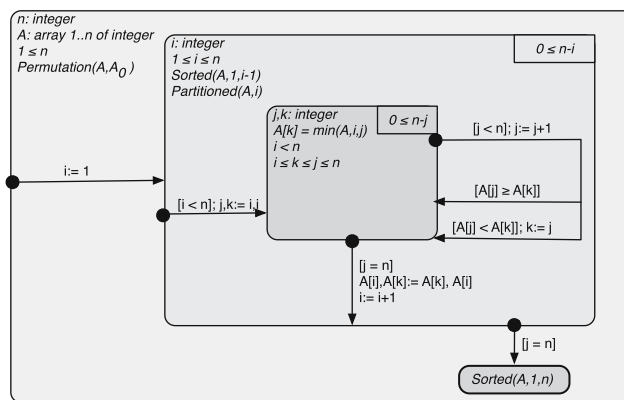 n: integer
A: array 1..n of integer
1 ≤ n
Permutation(A,A₀)
i: integer
1 ≤ i ≤ n
Sorted(A,1,i-1)
Partitioned(A,i)
0 ≤ n-i
j,k: integer
A[k] = min(A,i,j)
i < n
i ≤ k ≤ j ≤ n
0 ≤ n-j
[j < n]; j:= j+1
[A[j] ≥ A[k]]
[A[j] < A[k]]; k:= j
i:= 1
[i < n]; j,k:= i,i
[j = n]
A[i],A[k]:= A[k], A[i]
i:= i+1
[j = n]
Sorted(A,1,n)